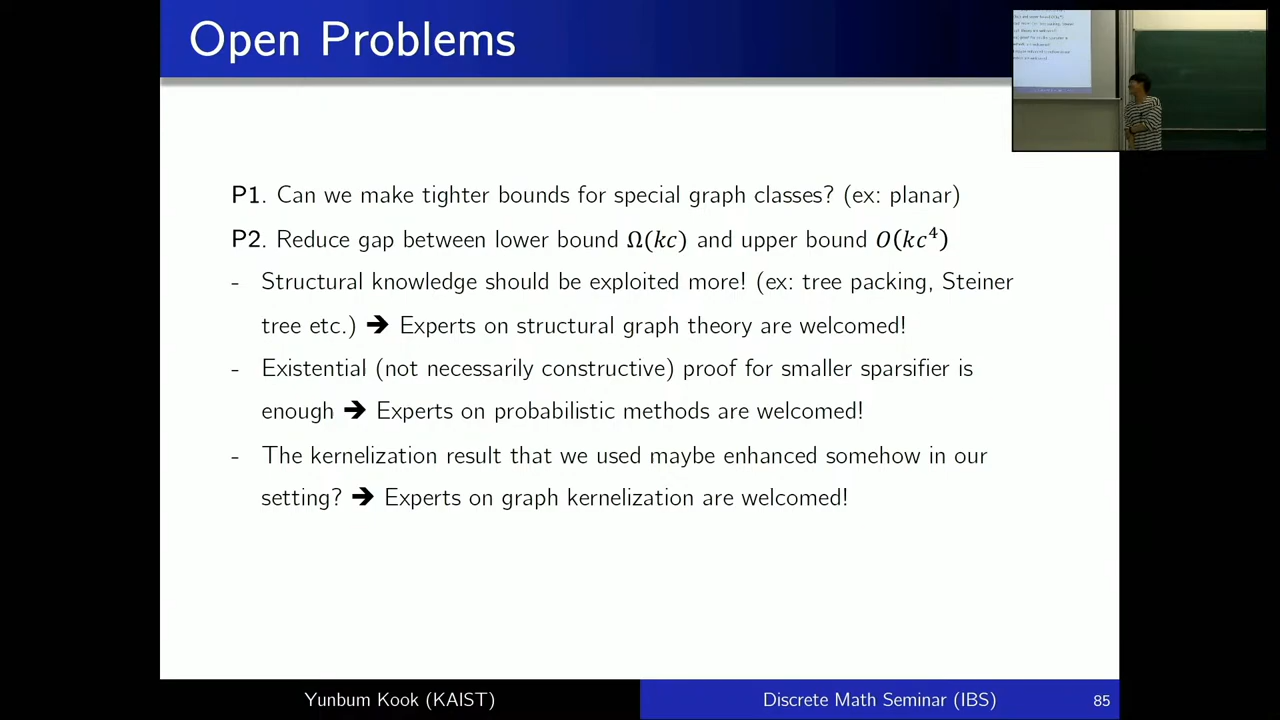 Open Problems
P1. Can we make tighter bounds for special graph classes? (ex: planar)
P2. Reduce gap between lower bound Ω(kc) and upper bound O(kc⁴)
- Structural knowledge should be exploited more! (ex: tree packing, Steiner
tree etc.) ➔ Experts on structural graph theory are welcomed!
- Existential (not necessarily constructive) proof for smaller sparsifier is
enough ➔ Experts on probabilistic methods are welcomed!
- The kernelization result that we used maybe enhanced somehow in our
setting? ➔ Experts on graph kernelization are welcomed!
Yunbum Kook (KAIST)
Discrete Math Seminar (IBS)
85